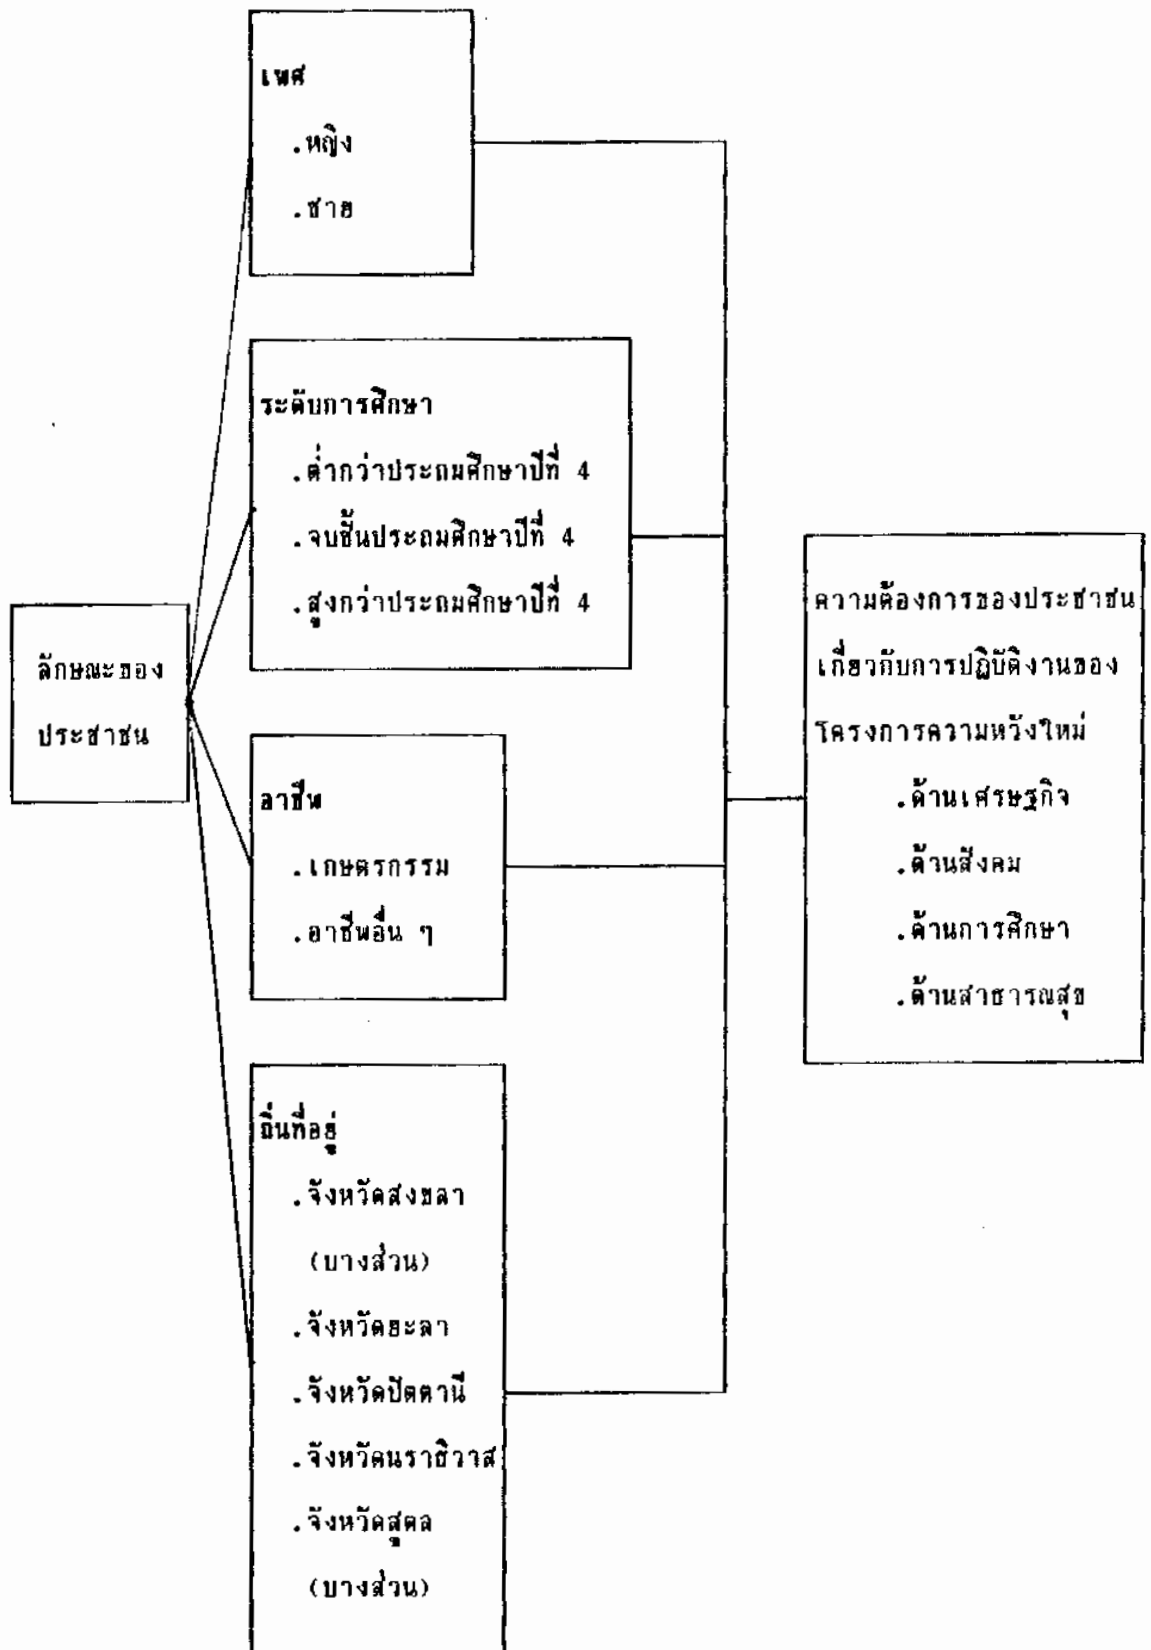 เพศ
.หญิง
.ชาย
ระดับการศึกษา
.ต่ำกว่าประถมศึกษาปีที่ 4
.จบชั้นประถมศึกษาปีที่ 4
.สูงกว่าประถมศึกษาปีที่ 4
ลักษณะของ
ประชาชน
อาชีพ
.เกษตรกรรม
.อาชีพอื่น ๆ
ถิ่นที่อยู่
.จังหวัดสงขลา
(บางส่วน)
.จังหวัดยะลา
.จังหวัดปัตตานี
.จังหวัดนราธิวาส
.จังหวัดสตูล
(บางส่วน)
ความต้องการของประชาชน
เกี่ยวกับการปฏิบัติงานของ
โครงการความหวังใหม่
.ด้านเศรษฐกิจ
.ด้านสังคม
.ด้านการศึกษา
.ด้านสาธารณสุข